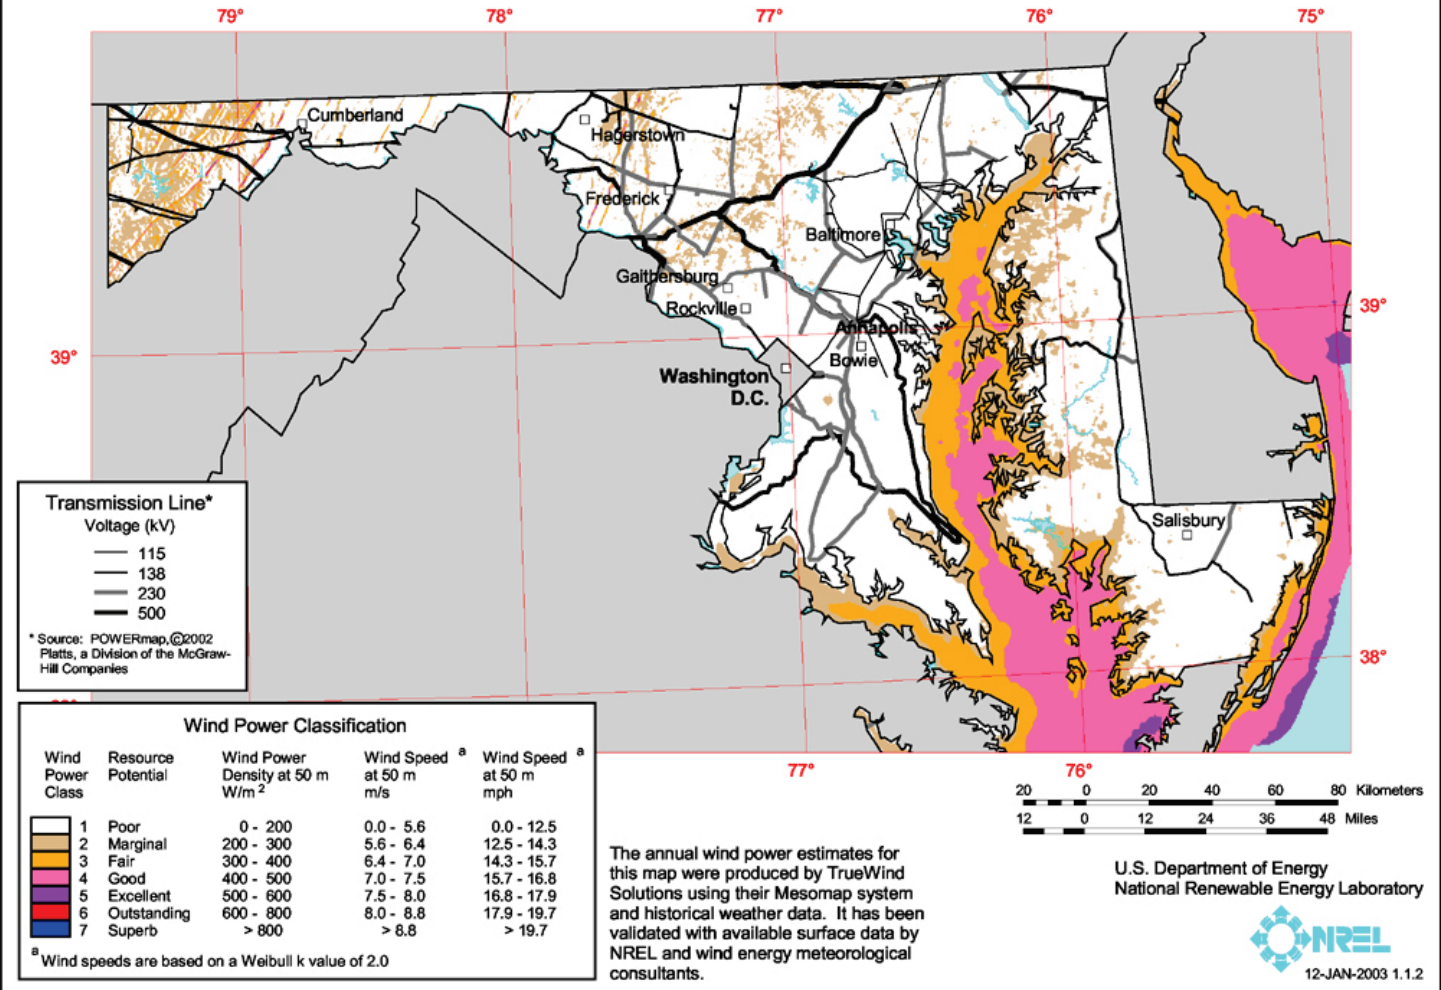 79° 78° 77° 76° 75°
Cumberland
Hagerstown
Frederick
Baltimore
Gaithersburg
Rockville
39°
Annapolis
39°
Bowie
Washington
D.C.
Salisbury
38°
77° 76°
Transmission Line*
Voltage (kV)
115
138
230
500
* Source: POWERmap,©2002
Platts, a Division of the McGraw-
Hill Companies
Wind Power Classification
Wind Power Class
Resource Potential
Wind Power Density at 50 m W/m 2
Wind Speed a at 50 m m/s
Wind Speed a at 50 m mph
1 Poor 0 - 200 0.0 - 5.6 0.0 - 12.5
2 Marginal 200 - 300 5.6 - 6.4 12.5 - 14.3
3 Fair 300 - 400 6.4 - 7.0 14.3 - 15.7
4 Good 400 - 500 7.0 - 7.5 15.7 - 16.8
5 Excellent 500 - 600 7.5 - 8.0 16.8 - 17.9
6 Outstanding 600 - 800 8.0 - 8.8 17.9 - 19.7
7 Superb > 800 > 8.8 > 19.7
a Wind speeds are based on a Weibull k value of 2.0
The annual wind power estimates for
this map were produced by TrueWind
Solutions using their Mesomap system
and historical weather data. It has been
validated with available surface data by
NREL and wind energy meteorological
consultants.
20 0 20 40 60 80 Kilometers
12 0 12 24 36 48 Miles
U.S. Department of Energy
National Renewable Energy Laboratory
NREL
12-JAN-2003 1.1.2